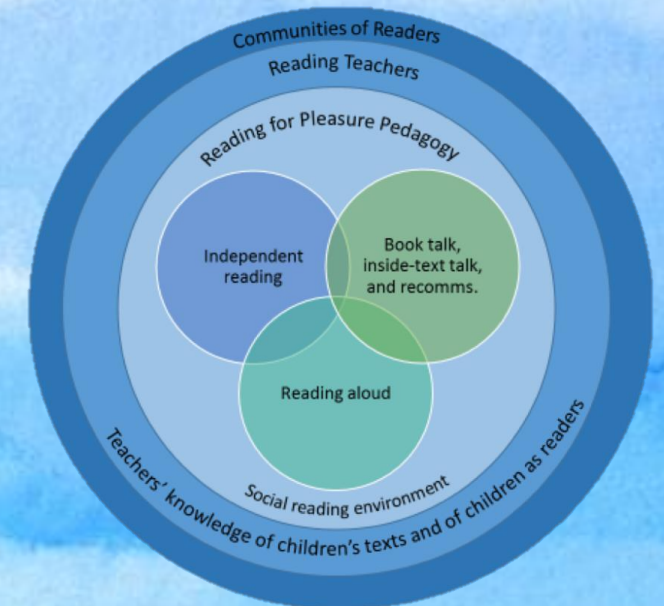 Communities of Readers
Reading Teachers
Reading for Pleasure Pedagogy
Independent
reading
Book talk,
inside-text talk,
and recomms.
Reading aloud
Social reading environment
Teachers’ knowledge of children’s texts and of children as readers